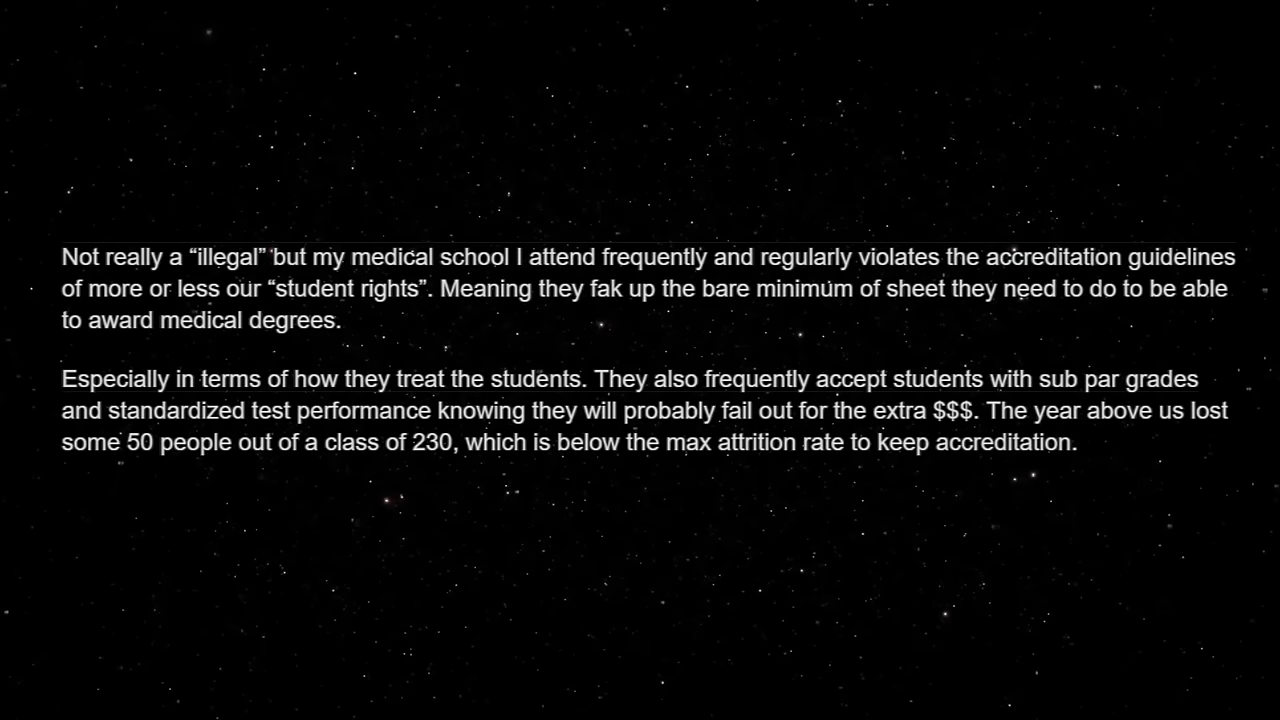 Not really a “illegal” but my medical school I attend frequently and regularly violates the accreditation guidelines
of more or less our “student rights”. Meaning they fak up the bare minimum of sheet they need to do to be able
to award medical degrees.
Especially in terms of how they treat the students. They also frequently accept students with sub par grades
and standardized test performance knowing they will probably fail out for the extra $$$. The year above us lost
some 50 people out of a class of 230, which is below the max attrition rate to keep accreditation.